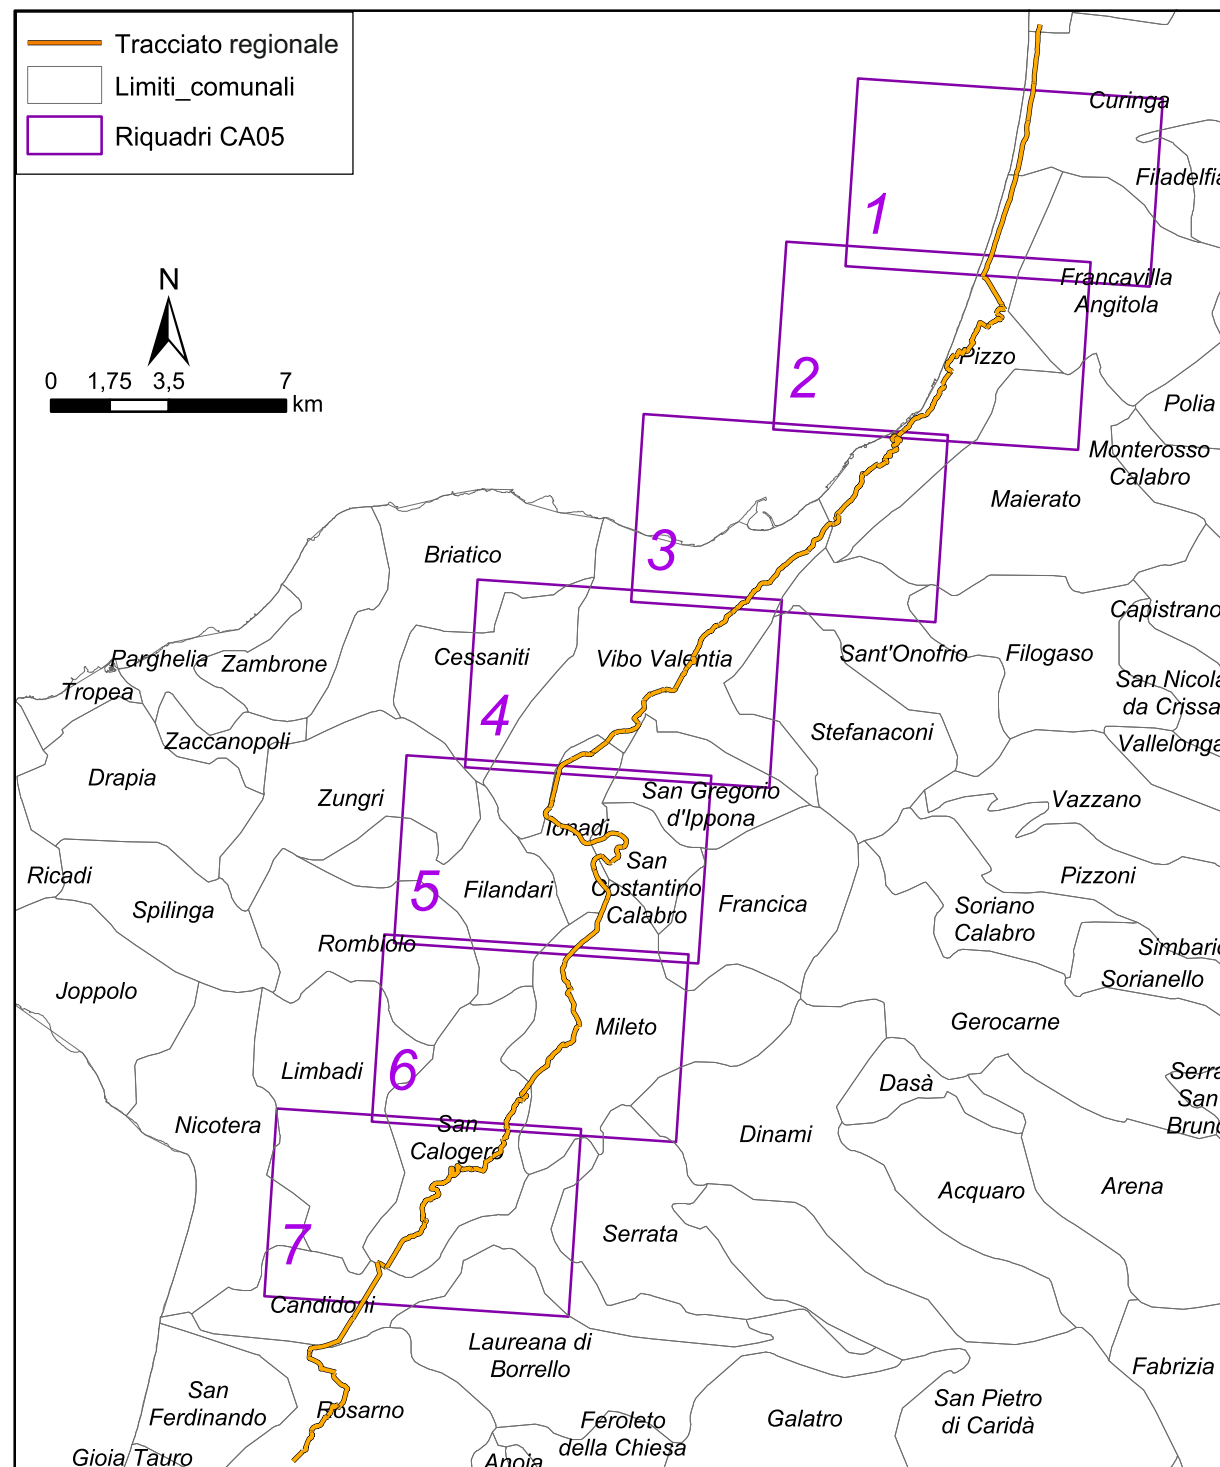 Tracciato regionale
Limiti_comunali
Riquadri CA05
N
0 1,75 3,5 7
km
Curinga
Filadelfia
1
Francavilla
Angitola
Pizzo
2
Polia
Monterosso
Calabro
Maierato
3
Briatico
Capistrano
Parghelia
Zambrone
Cessaniti
Vibo Valentia
Sant'Onofrio
Filogaso
Tropea
San Nicola
da Crissa
4
Zaccanopoli
Stefanaconi
Vallelonga
Drapia
Zungri
San Gregorio
d'Ippona
Vazzano
Ionadi
San
Costantino
Calabro
Ricadi
5
Filandari
Pizzoni
Spilinga
Francica
Soriano
Calabro
Rombiolo
Simbario
Sorianello
Joppolo
Mileto
Gerocarne
6
Limbadi
Dasà
Serra
San
Bruno
Nicotera
San
Calogero
Dinami
Acquaro
Arena
7
Serrata
Candidoni
Laureana di
Borrello
Fabrizia
San
Ferdinando
Rosarno
Feroleto
della Chiesa
Galatro
San Pietro
di Caridà
Gioia Tauro
Anoia